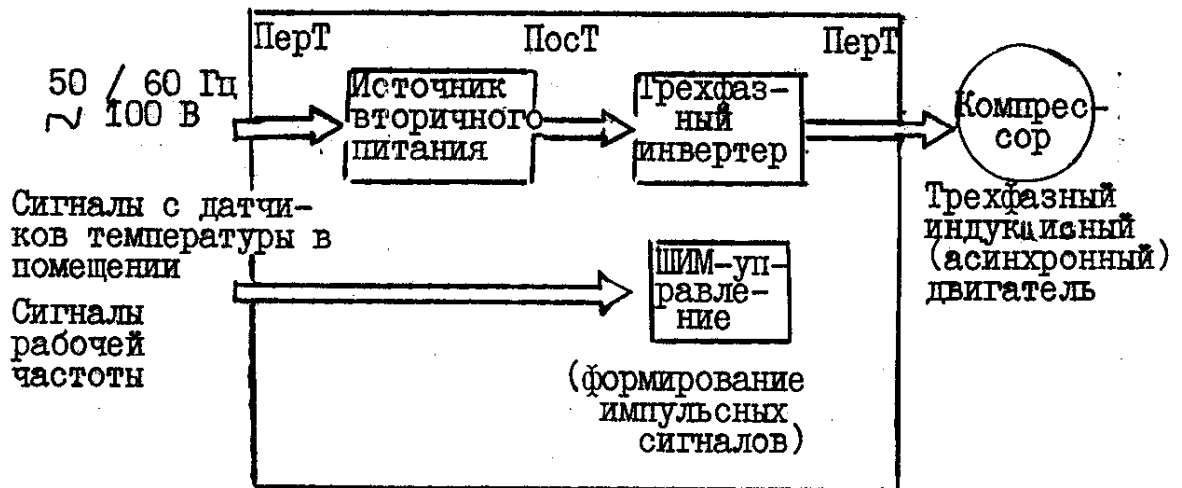 ПерТ
ПосТ
ПерТ
50 / 60 Гц
~ 100 В
Источник
вторичного
питания
Трехфаз-
ный
инвертер
Компрес-
сор
Трехфазный
индукцисный
(асинхронный)
двигатель
Сигналы с датчи-
ков температуры в
помещении
Сигналы
рабочей
частоты
ШИМ-уп-
равле-
ние
(формирование
импульсных
сигналов)